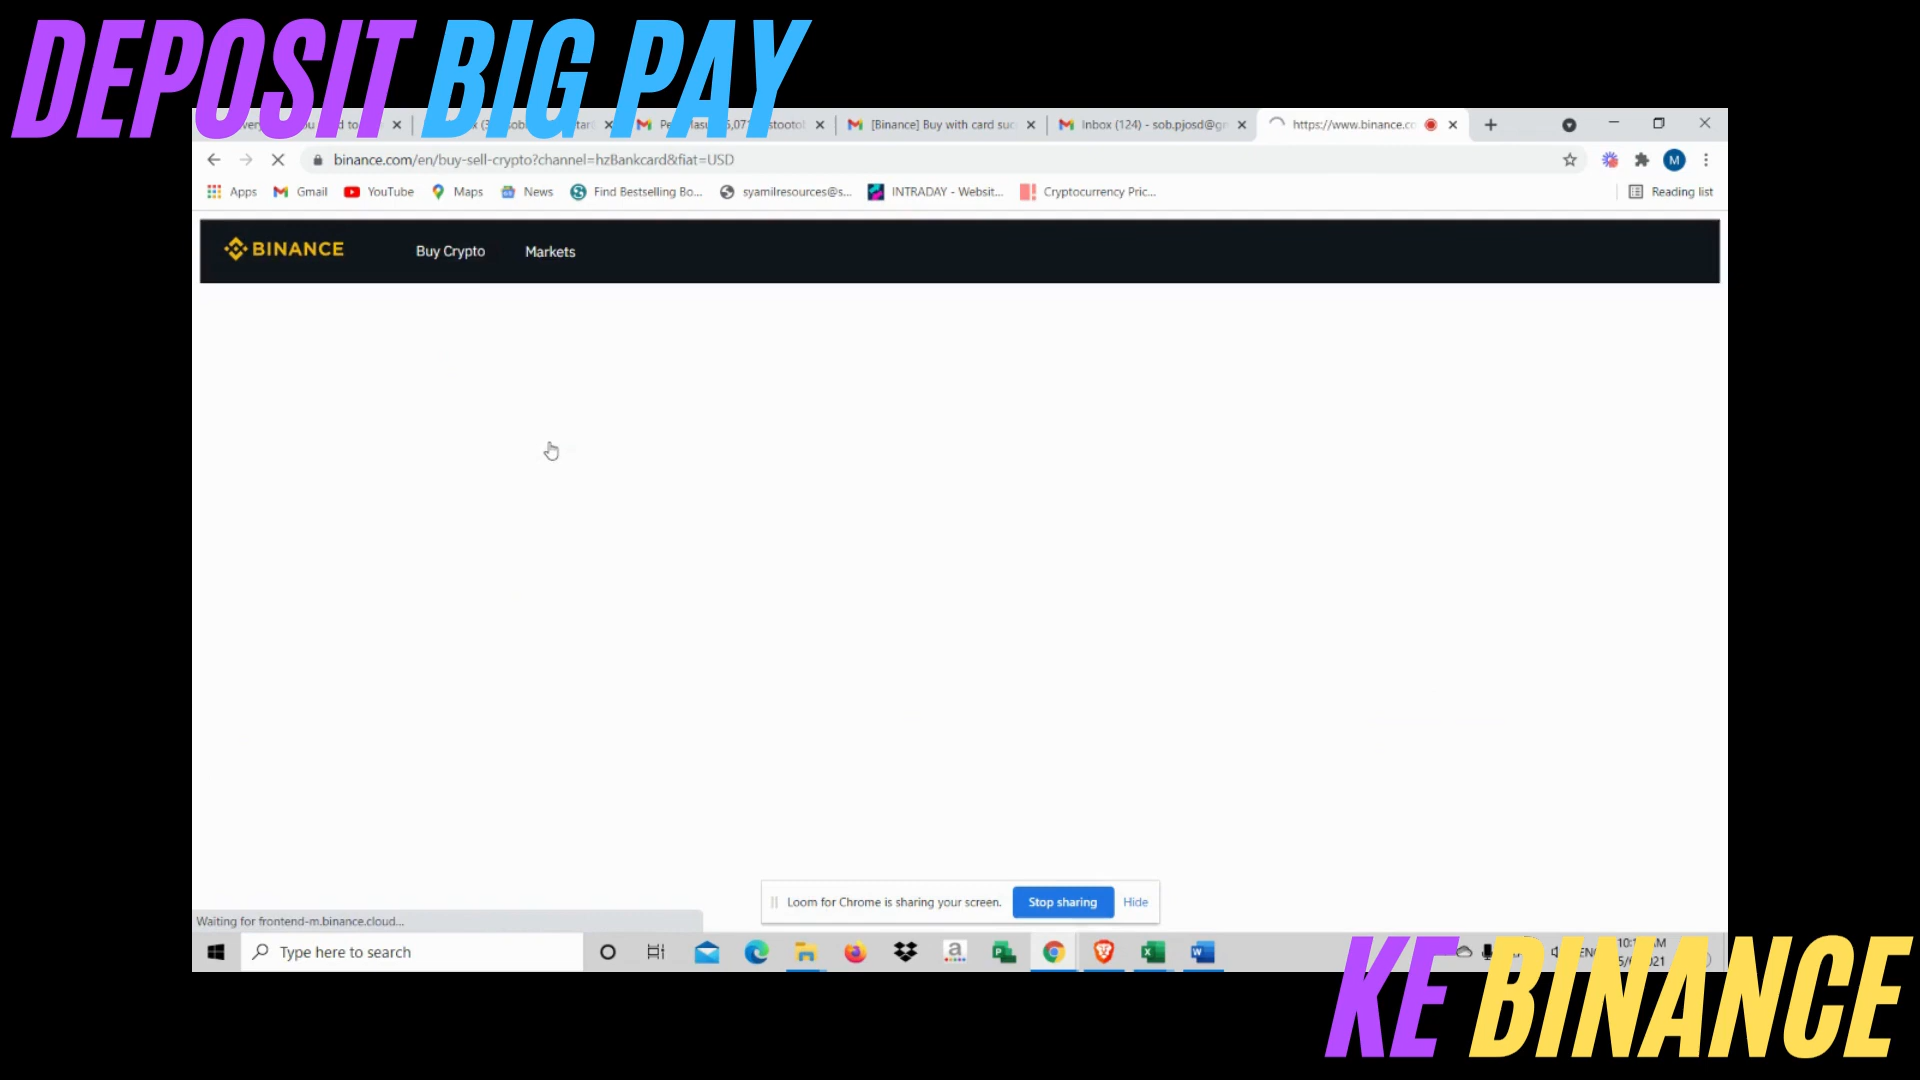 DEPOSIT BIG PAY
[Binance] Buy with card suc
Inbox (124) - sob.pjosd@g
https://www.binance.co
binance.com/en/buy-sell-crypto?channel=hzBankcard&fiat=USD
Apps Gmail YouTube Maps News Find Bestselling Bo... syamilresources@s... INTRADAY - Websit... Cryptocurrency Pric... Reading list
M
BINANCE Buy Crypto Markets
Loom for Chrome is sharing your screen. Stop sharing Hide
Waiting for frontend-m.binance.cloud...
Type here to search
KE BINANCE